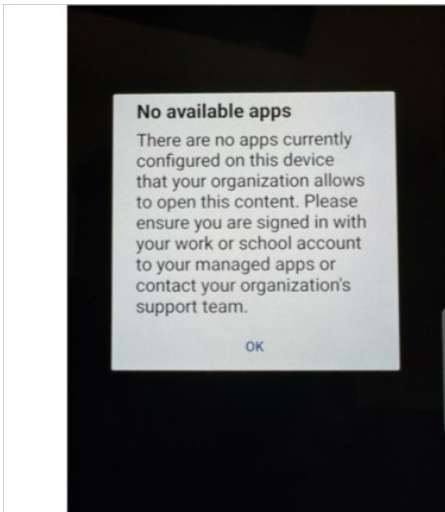 No available apps
There are no apps currently
configured on this device
that your organization allows
to open this content. Please
ensure you are signed in with
your work or school account
to your managed apps or
contact your organization's
support team.
OK